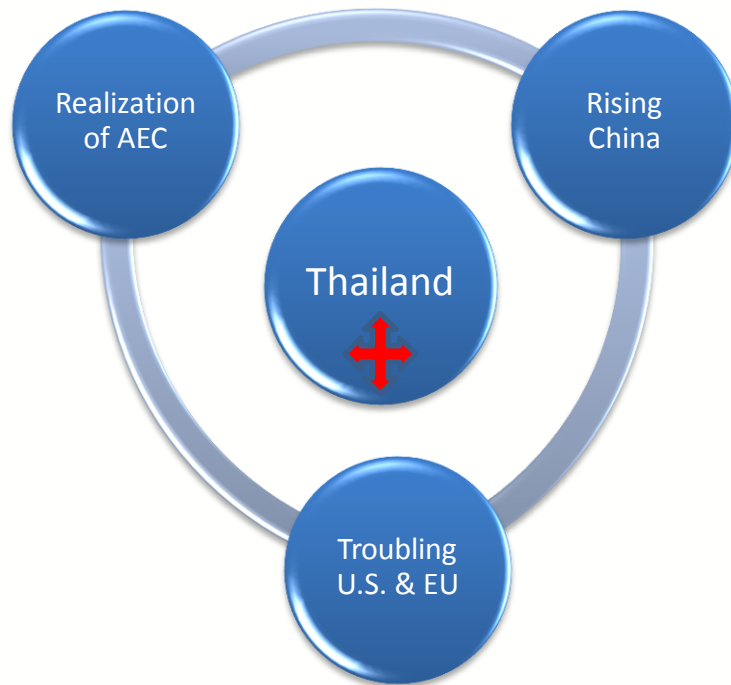 Realization
of AEC
Rising
China
Thailand
Troubling
U.S. & EU